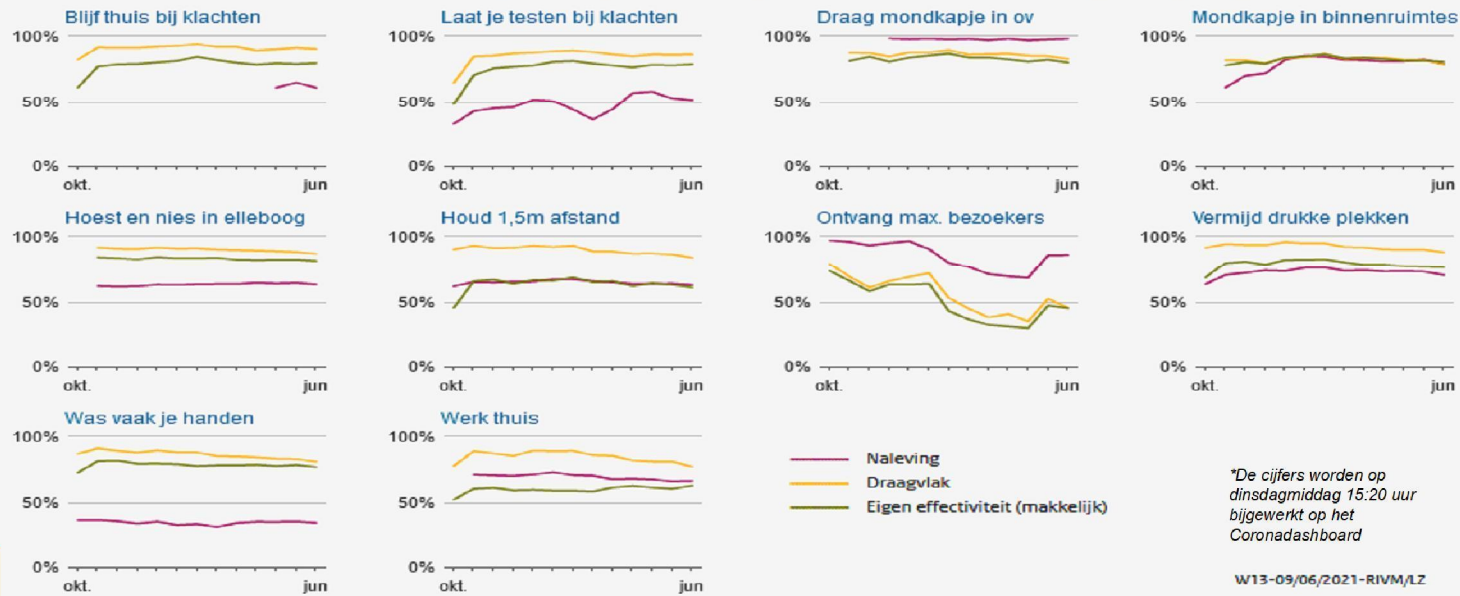 Blijf thuis bij klachten
100%
50%
0%
okt.
jun
Laat je testen bij klachten
100%
50%
0%
okt.
jun
Draag mondkapje in ov
100%
50%
0%
okt.
jun
Mondkapje in binnenruimtes
100%
50%
0%
okt.
jun
Hoest en nies in elleboog
100%
50%
0%
okt.
jun
Houd 1,5m afstand
100%
50%
0%
okt.
jun
Ontvang max. bezoekers
100%
50%
0%
okt.
jun
Vermijd drukke plekken
100%
50%
0%
okt.
jun
Was vaak je handen
100%
50%
0%
okt.
jun
Werk thuis
100%
50%
0%
okt.
jun
Naleving
Draagvlak
Eigen effectiviteit (makkelijk)
*De cijfers worden op
dinsdagmiddag 15:20 uur
bijgewerkt op het
Coronadashboard
W13-09/06/2021-RIVM/LZ